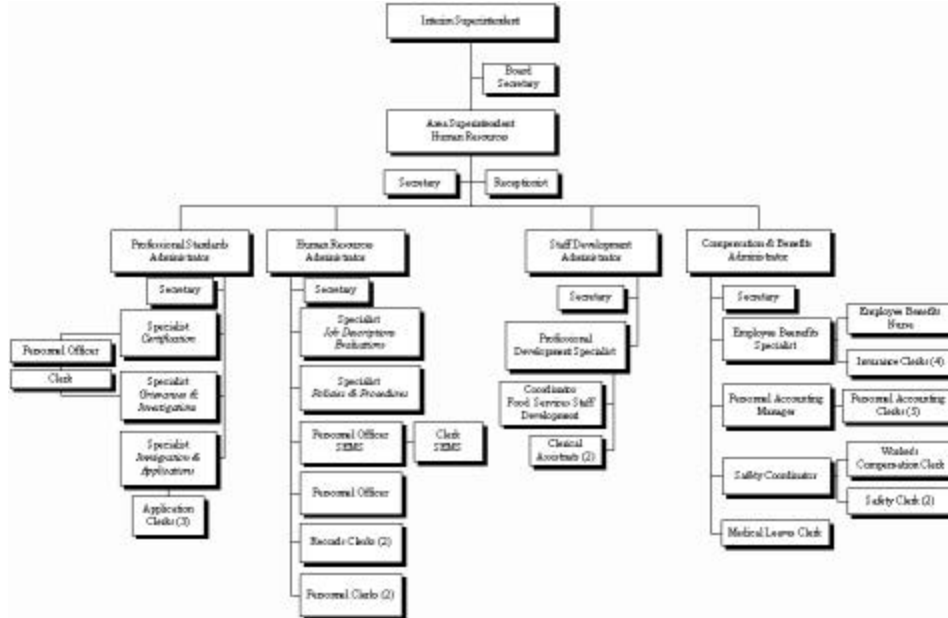 Interim Superintendent
Board
Secretary
Area Superintendent
Human Resources
Secretary
Receptionist
Professional Standards
Administrator
Human Resources
Administrator
Staff Development
Administrator
Compensation & Benefits
Administrator
Secretary
Secretary
Secretary
Secretary
Specialist
Certification
Personnel Officer
Clerk
Specialist
Grievances &
Investigations
Specialist
Immigration &
Applications
Application
Clerks (3)
Specialist
Job Descriptions
Evaluations
Specialist
Policies & Procedures
Personnel Officer
SEMS
Clerk
SEMS
Personnel Officer
Records Clerks (2)
Personnel Clerks (2)
Professional
Development Specialist
Coordinator
Food Services Staff
Development
Clerical
Assistants (2)
Employee Benefits
Specialist
Employee Benefits
Nurse
Insurance Clerks (4)
Personnel Accounting
Manager
Personnel Accounting
Clerks (5)
Safety Coordinator
Workers
Compensation Clerk
Safety Clerk (2)
Medical Leaves Clerk